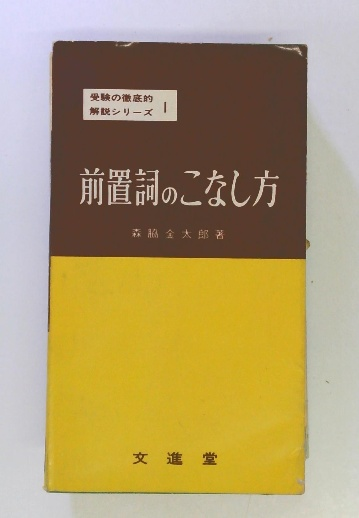 受験の徹底的
解説シリーズ 1
前置詞のこなし方
森脇金太郎著
文進堂